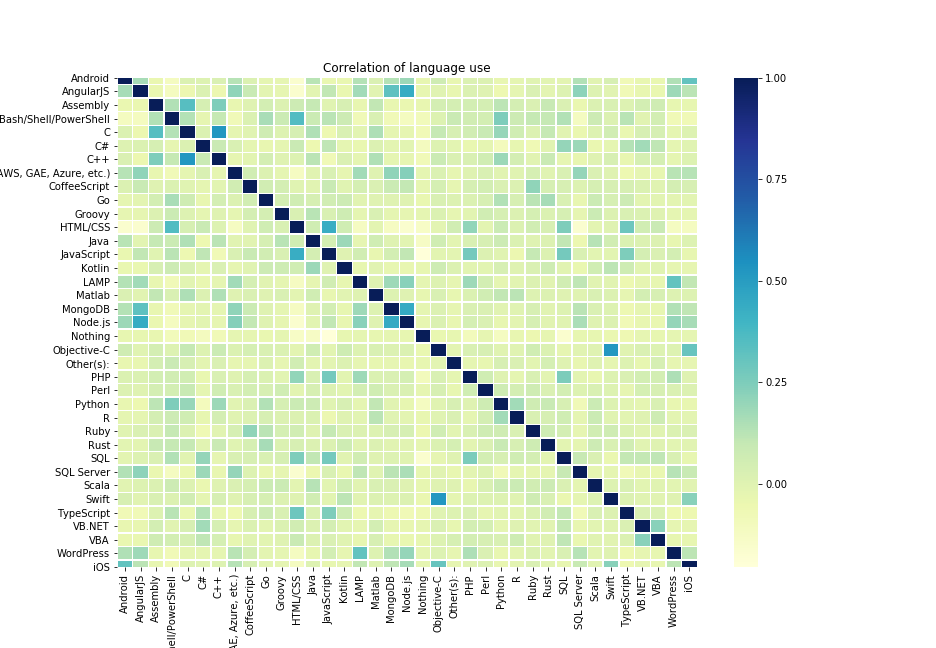 Correlation of language use
Android
AngularJS
Assembly
Bash/Shell/PowerShell
C
C#
C++
AWS, GAE, Azure, etc.)
CoffeeScript
Go
Groovy
HTML/CSS
Java
JavaScript
Kotlin
LAMP
Matlab
MongoDB
Node.js
Nothing
Objective-C
Other(s):
PHP
Perl
Python
R
Ruby
Rust
SQL
SQL Server
Scala
Swift
TypeScript
VB.NET
VBA
WordPress
iOS
Android
AngularJS
Assembly
ell/PowerShell
C
C#
C++
AE, Azure, etc.)
CoffeeScript
Go
Groovy
HTML/CSS
Java
JavaScript
Kotlin
LAMP
Matlab
MongoDB
Node.js
Nothing
Objective-C
Other(s):
PHP
Perl
Python
R
Ruby
Rust
SQL
SQL Server
Scala
Swift
TypeScript
VB.NET
VBA
WordPress
iOS
1.00
0.75
0.50
0.25
0.00